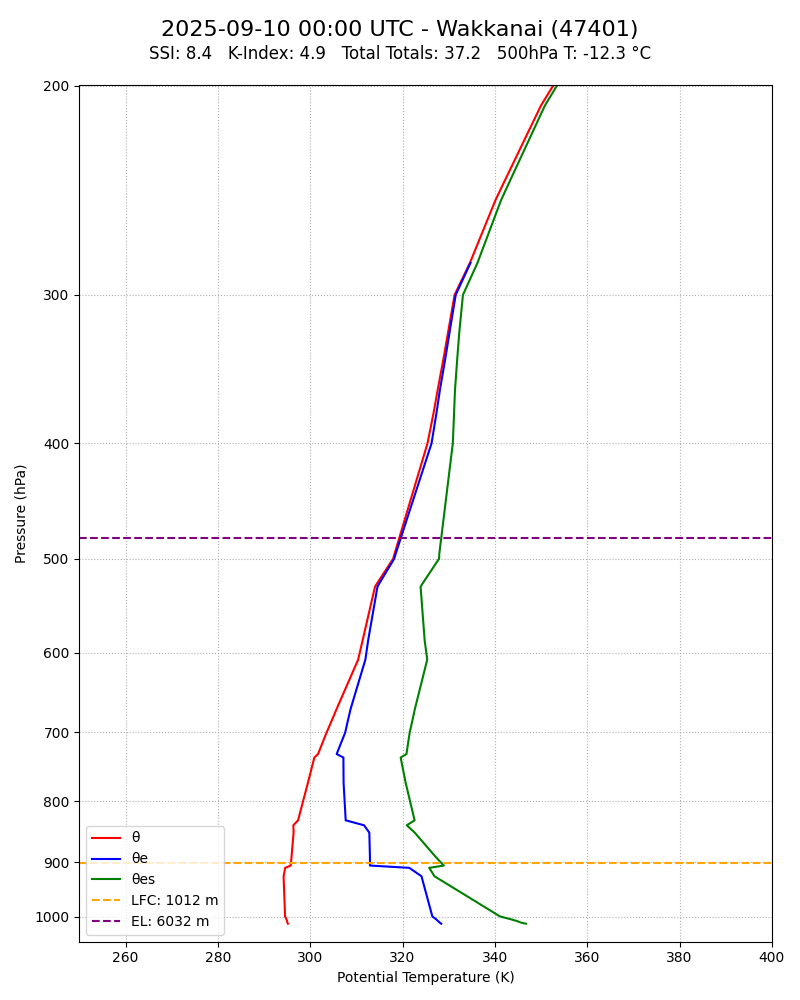 2025-09-10 00:00 UTC - Wakkanai (47401)
SSI: 8.4   K-Index: 4.9   Total Totals: 37.2   500hPa T: -12.3 °C
200
300
400
500
600
700
800
900
1000
Pressure (hPa)
θ
θe
θes
LFC: 1012 m
EL: 6032 m
260
280
300
320
340
360
380
400
Potential Temperature (K)